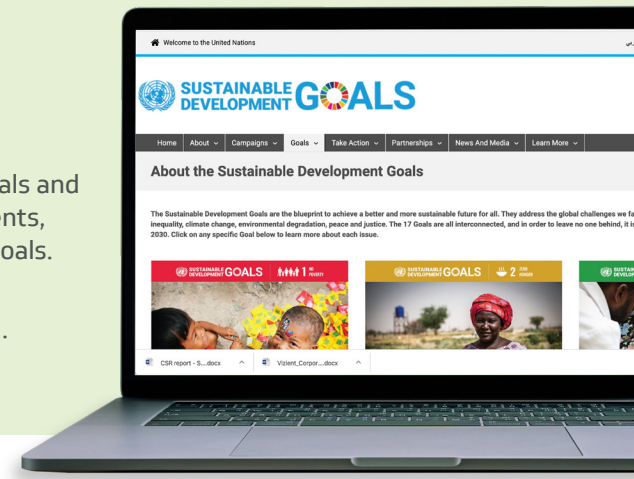 als and
ents,
oals.
.
Welcome to the United Nations
SUSTAINABLE
DEVELOPMENT
GOALS
Home About Campaigns Goals Take Action Partnerships News And Media Learn More
About the Sustainable Development Goals
The Sustainable Development Goals are the blueprint to achieve a better and more sustainable future for all. They address the global challenges we fa
inequality, climate change, environmental degradation, peace and justice. The 17 Goals are all interconnected, and in order to leave no one behind, it is
2030. Click on any specific Goal below to learn more about each issue.
SUSTAINABLE DEVELOPMENT GOALS 1 NO POVERTY
SUSTAINABLE DEVELOPMENT GOALS 2 ZERO HUNGER
SUSTAIN
DEVELOP
CSR report - S....docx
Vizient_Corpor....docx